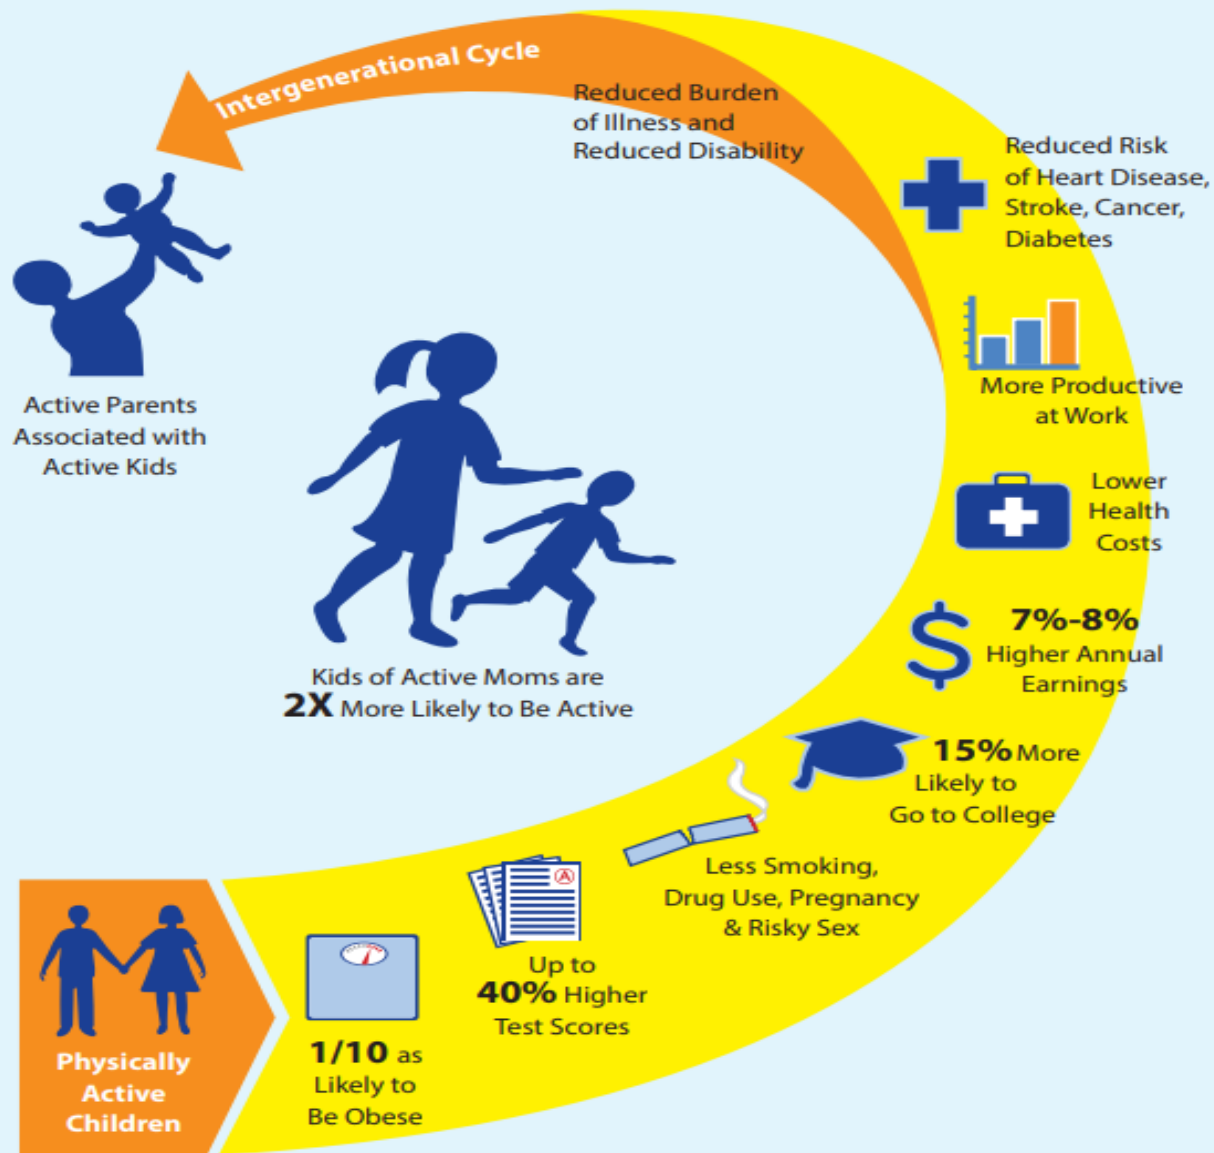 Intergenerational Cycle
Reduced Burden
of Illness and
Reduced Disability
Reduced Risk
of Heart Disease,
Stroke, Cancer,
Diabetes
More Productive
at Work
Lower
Health
Costs
7%-8%
Higher Annual
Earnings
15% More
Likely to
Go to College
Less Smoking,
Drug Use, Pregnancy
& Risky Sex
A
Up to
40% Higher
Test Scores
1/10 as
Likely to
Be Obese
Physically
Active
Children
Active Parents
Associated with
Active Kids
Kids of Active Moms are
2X More Likely to Be Active